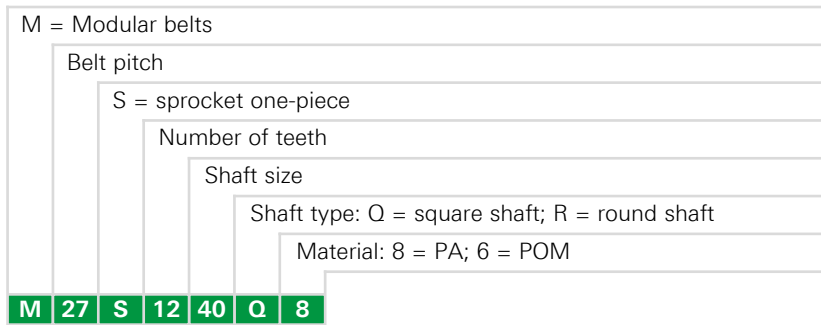 M = Modular belts
Belt pitch
S = sprocket one-piece
Number of teeth
Shaft size
Shaft type: Q = square shaft; R = round shaft
Material: 8 = PA; 6 = POM
M 27 S 12 40 Q 8